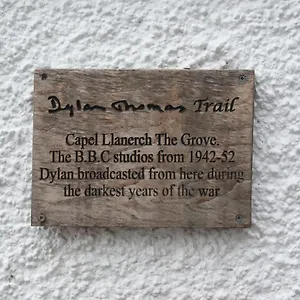 Dylan Thomas Trail
Capel Llanerch The Grove.
The B.B.C studios from 1942-52
Dylan broadcasted from here during
the darkest years of the war